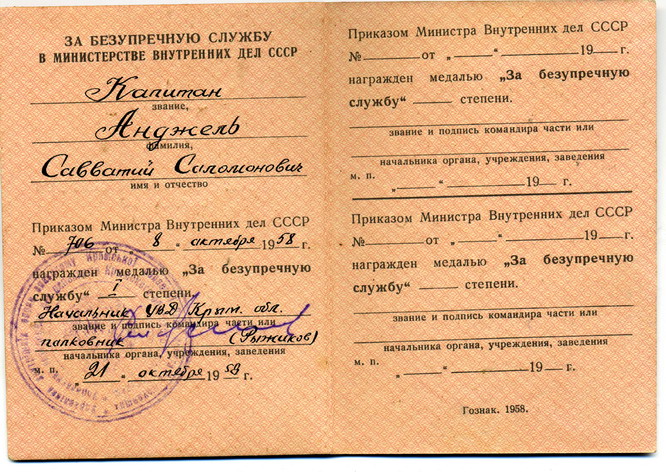 ЗА БЕЗУПРЕЧНУЮ СЛУЖБУ
В МИНИСТЕРСТВЕ ВНУТРЕННИХ ДЕЛ СССР
Капитан
звание,
Анджель
фамилия,
Савватий Саломонович
имя и отчество
Приказом Министра Внутренних дел СССР
№ 706 от „8“ октября 1958 г.
награжден медалью „За безупречную
службу“ I степени.
Начальник УВД Крым. обл.
звание и подпись командира части или
полковник (Рыжиков)
начальника органа, учреждения, заведения
м. п. „21“ октября 1958 г.
Приказом Министра Внутренних дел СССР
№ от „ “ 19 г.
награжден медалью „За безупречную
службу“ степени.
звание и подпись командира части или
начальника органа, учреждения, заведения
м. п. „ “ 19 г.
Приказом Министра Внутренних дел СССР
№ от „ “ 19 г.
награжден медалью „За безупречную
службу“ степени.
звание и подпись командира части или
начальника органа, учреждения, заведения
м. п. „ “ 19 г.
Гознак. 1958.